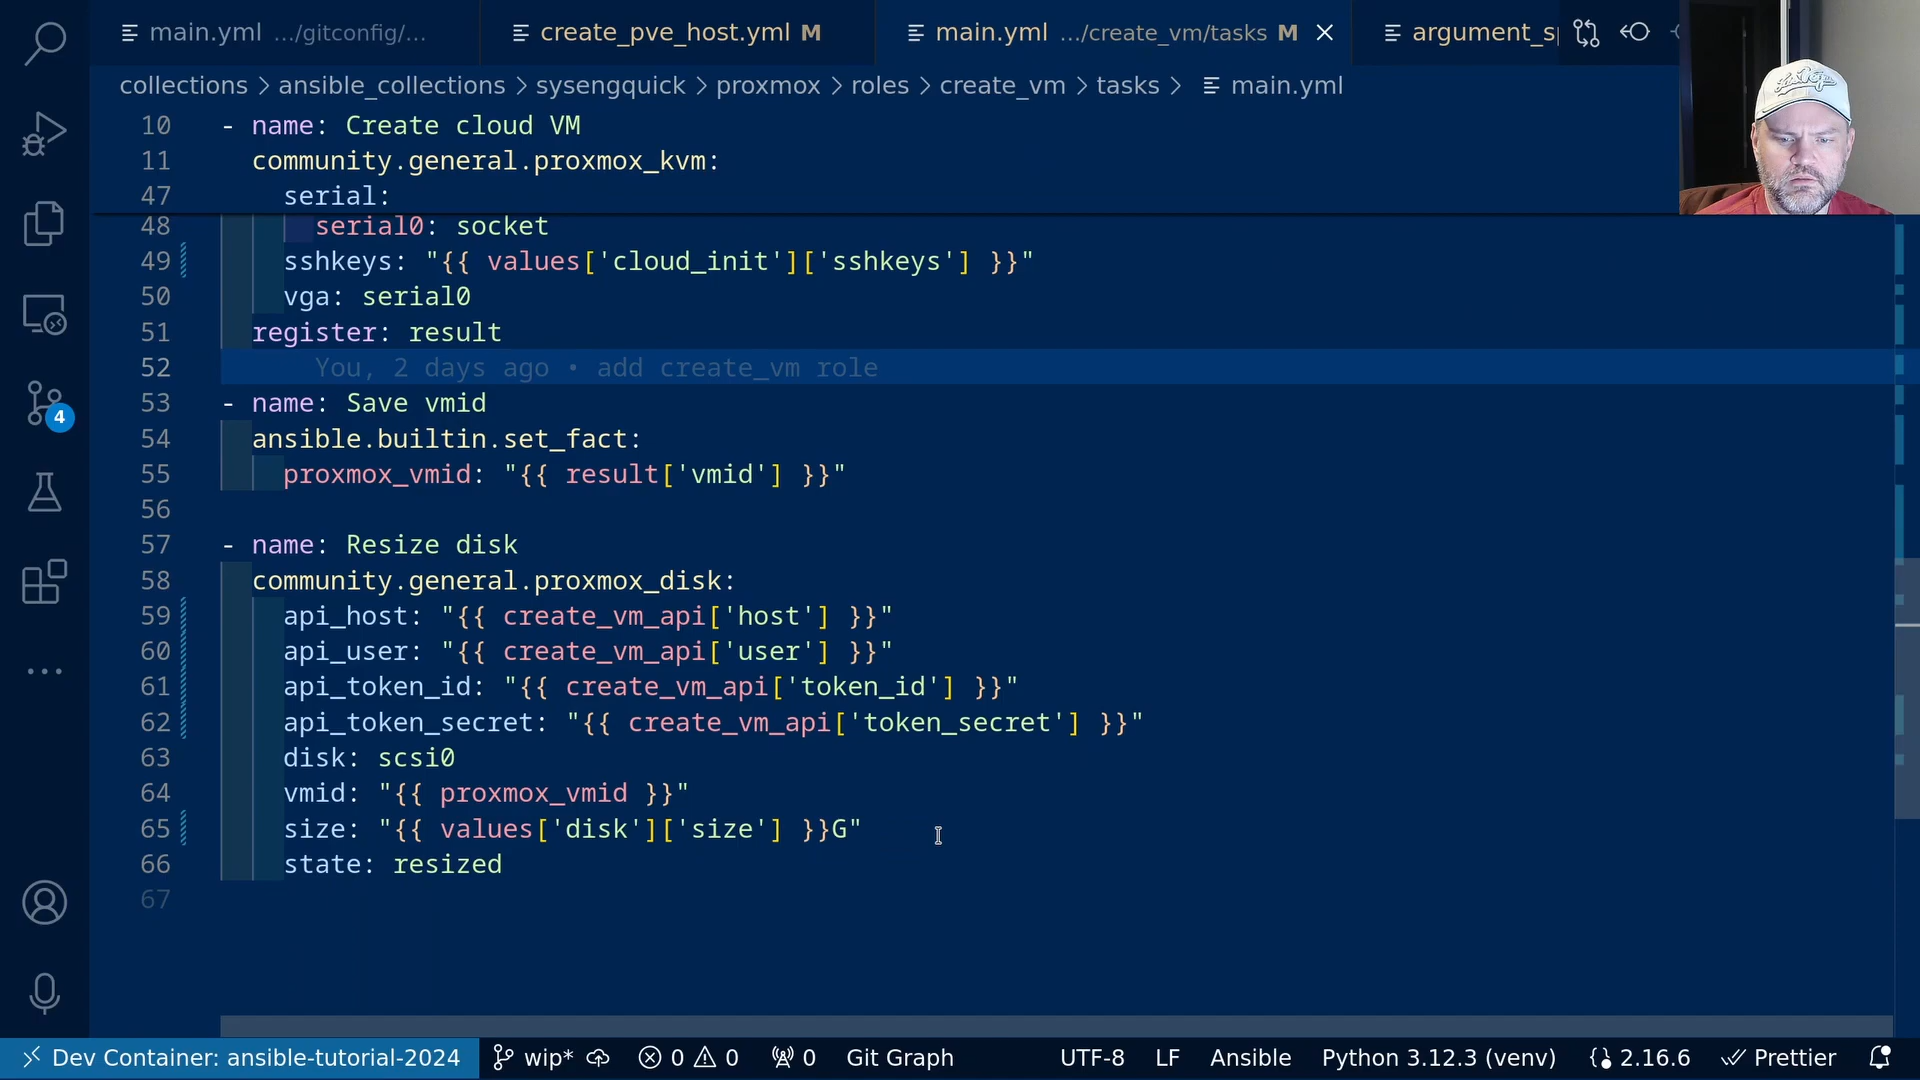 main.yml .../gitconfig/...
create_pve_host.yml M
main.yml .../create_vm/tasks M
argument_sp
collections > ansible_collections > sysengquick > proxmox > roles > create_vm > tasks > main.yml
10 - name: Create cloud VM
11 community.general.proxmox_kvm:
47 serial:
48 serial0: socket
49 sshkeys: "{{ values['cloud_init']['sshkeys'] }}"
50 vga: serial0
51 register: result
52 You, 2 days ago • add create_vm role
53 - name: Save vmid
54 ansible.builtin.set_fact:
55 proxmox_vmid: "{{ result['vmid'] }}"
56
57 - name: Resize disk
58 community.general.proxmox_disk:
59 api_host: "{{ create_vm_api['host'] }}"
60 api_user: "{{ create_vm_api['user'] }}"
61 api_token_id: "{{ create_vm_api['token_id'] }}"
62 api_token_secret: "{{ create_vm_api['token_secret'] }}"
63 disk: scsi0
64 vmid: "{{ proxmox_vmid }}"
65 size: "{{ values['disk']['size'] }}G"
66 state: resized
67
4
Dev Container: ansible-tutorial-2024 wip* 0 0 0 Git Graph UTF-8 LF Ansible Python 3.12.3 (venv) 2.16.6 Prettier